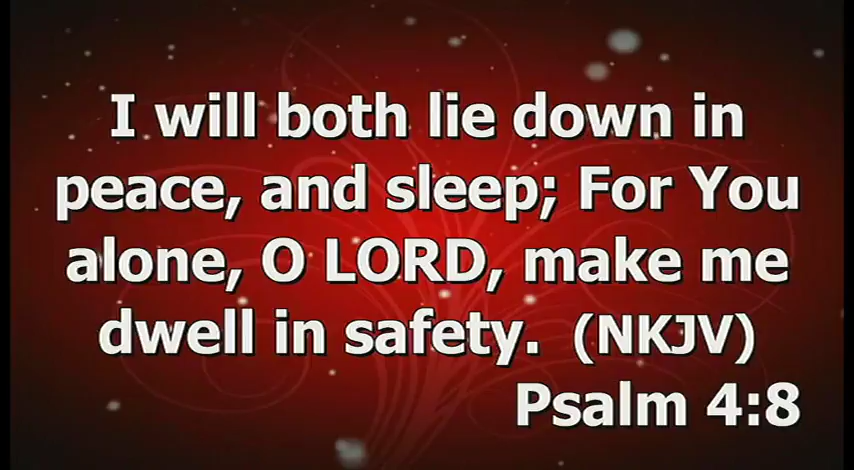 I will both lie down in
peace, and sleep; For You
alone, O LORD, make me
dwell in safety.  (NKJV)
Psalm 4:8